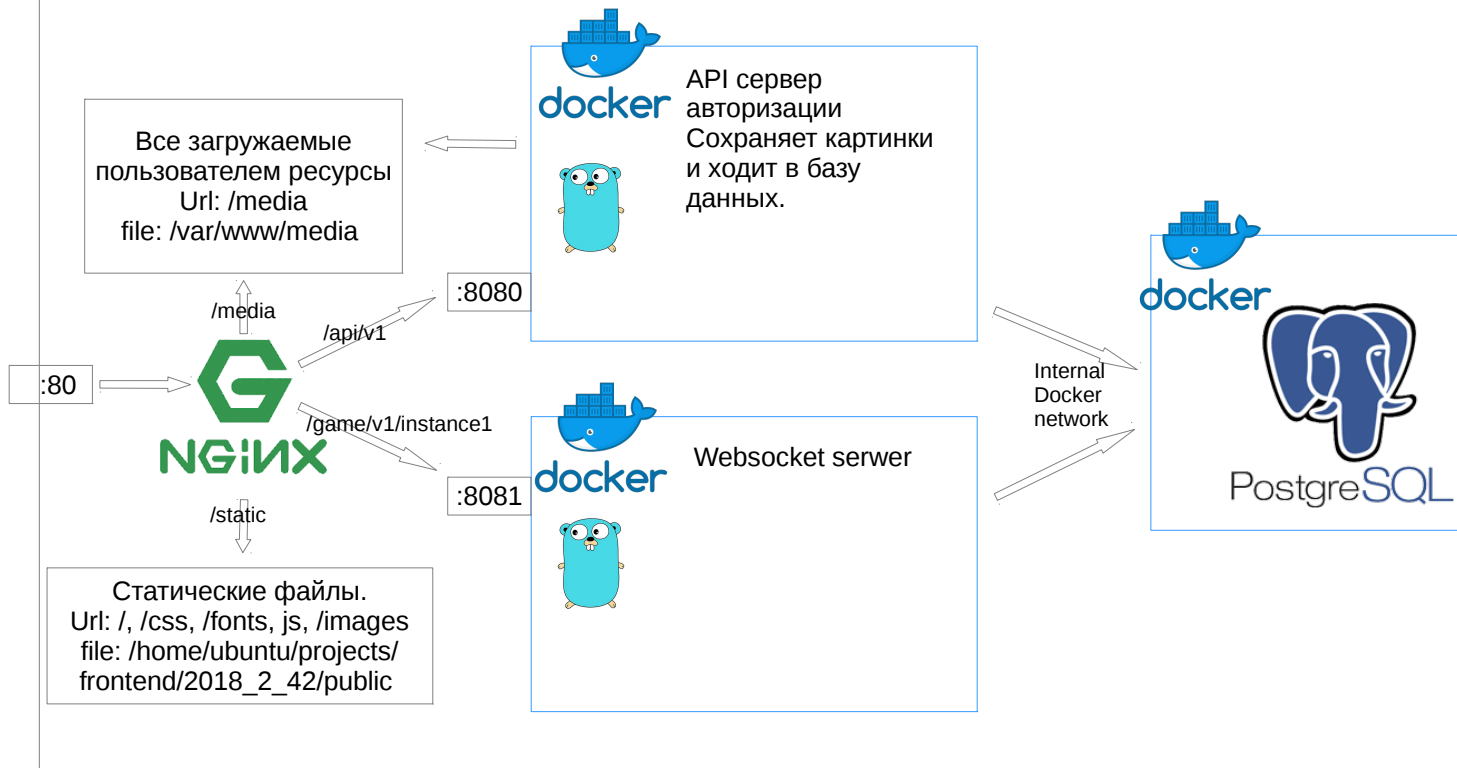 docker
API сервер
авторизации
Сохраняет картинки
и ходит в базу
данных.
Все загружаемые
пользователем ресурсы
Url: /media
file: /var/www/media
/media
/api/v1
:8080
:80
NGiNX
/game/v1/instance1
:8081
docker
Websocket serwer
/static
Статические файлы.
Url: /, /css, /fonts, js, /images
file: /home/ubuntu/projects/
frontend/2018_2_42/public
Internal
Docker
network
docker
PostgreSQL